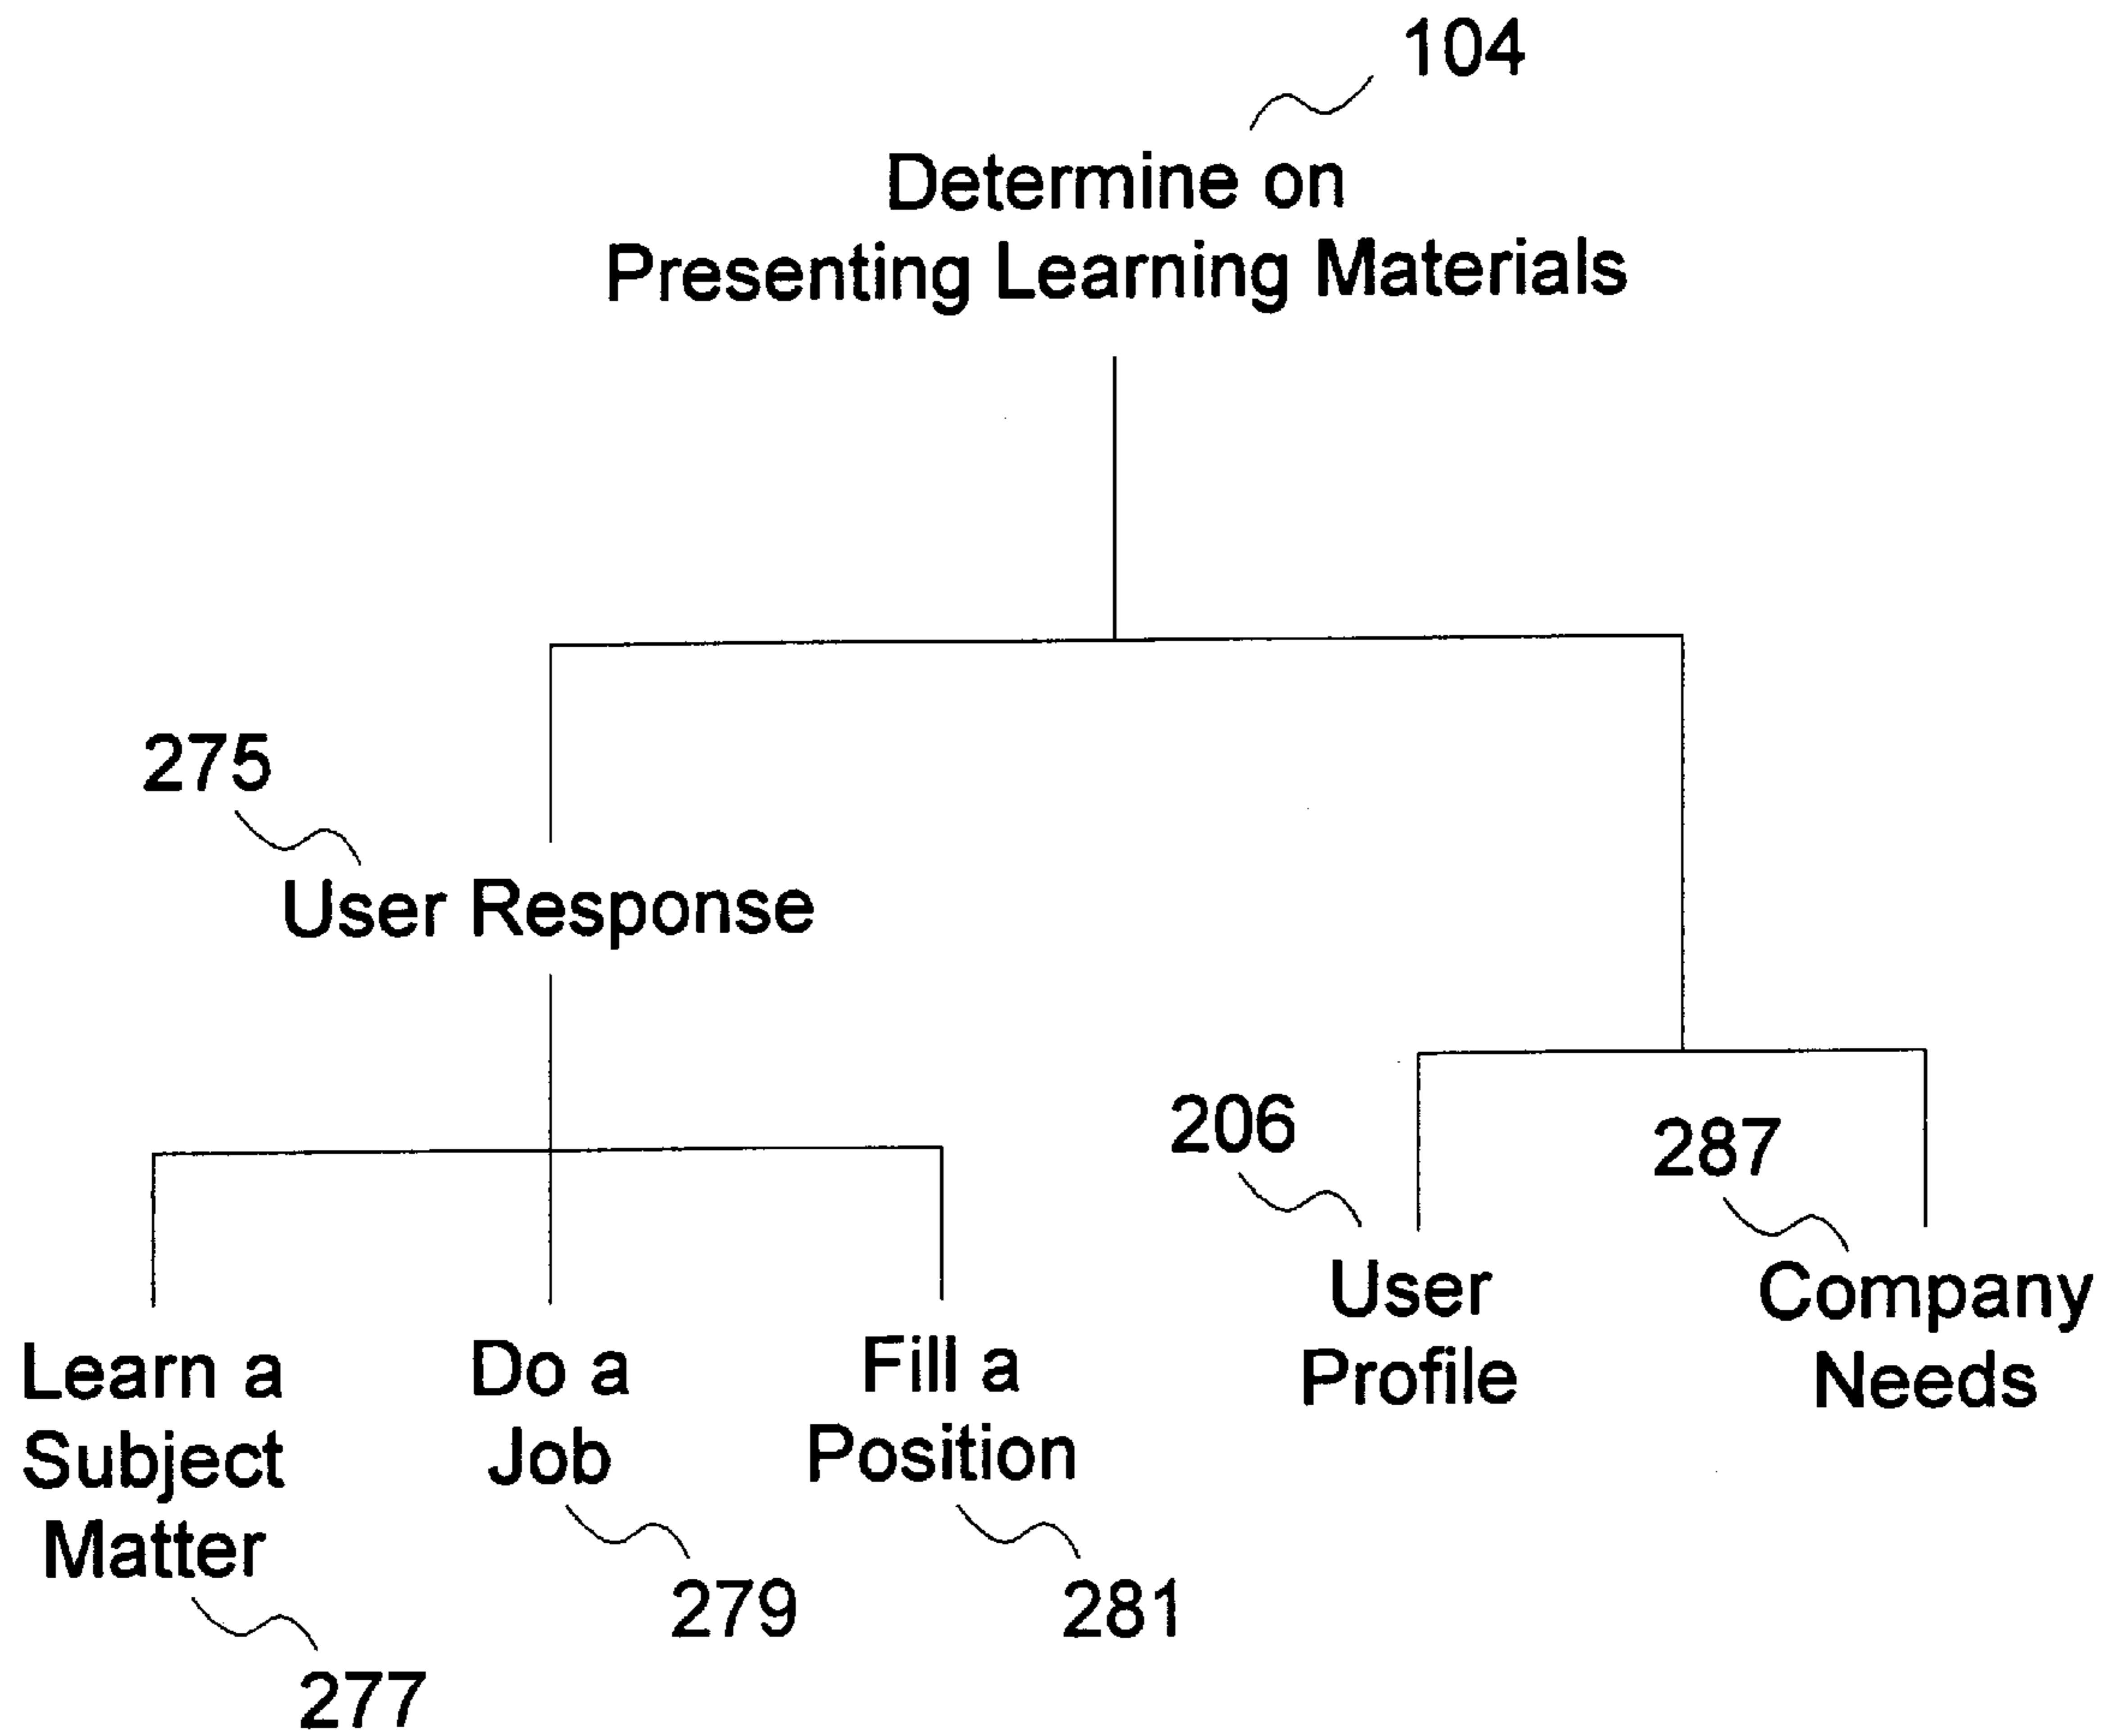 104
Determine on
Presenting Learning Materials
275
User Response
206
287
User
Profile
Company
Needs
Learn a
Subject
Matter
277
Do a
Job
279
Fill a
Position
281